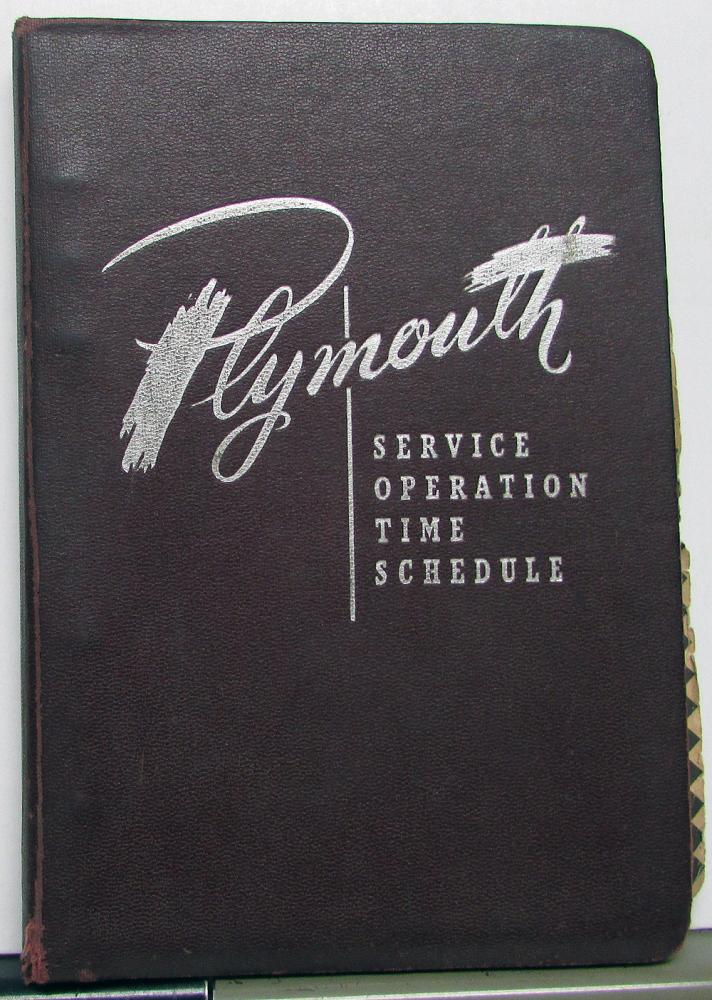 Plymouth
SERVICE
OPERATION
TIME
SCHEDULE